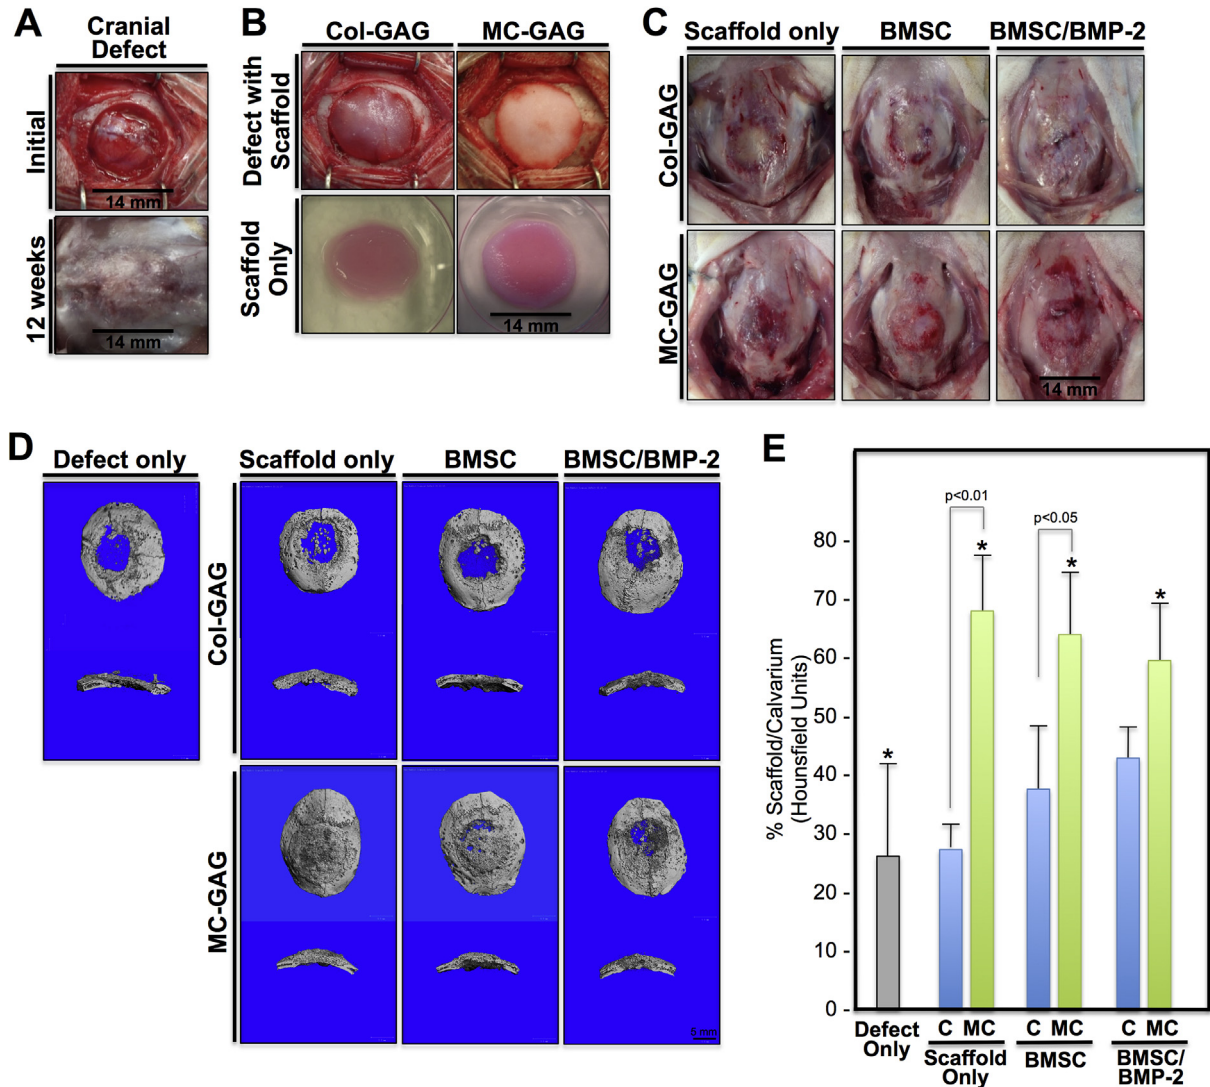 A
Cranial
Defect
Initial
14 mm
12 weeks
14 mm
B
Col-GAG
MC-GAG
Defect with
Scaffold
Scaffold
Only
14 mm
C
Scaffold only
BMSC
BMSC/BMP-2
Col-GAG
MC-GAG
14 mm
D
Defect only
Scaffold only
BMSC
BMSC/BMP-2
Col-GAG
MC-GAG
5 mm
E
% Scaffold/Calvarium
(Hounsfield Units)
80 -
70 -
60 -
50 -
40 -
30 -
20 -
10 -
0 -
p<0.01
p<0.05
*
*
*
*
Defect
Only
C MC
Scaffold
Only
C MC
BMSC
C MC
BMSC/
BMP-2